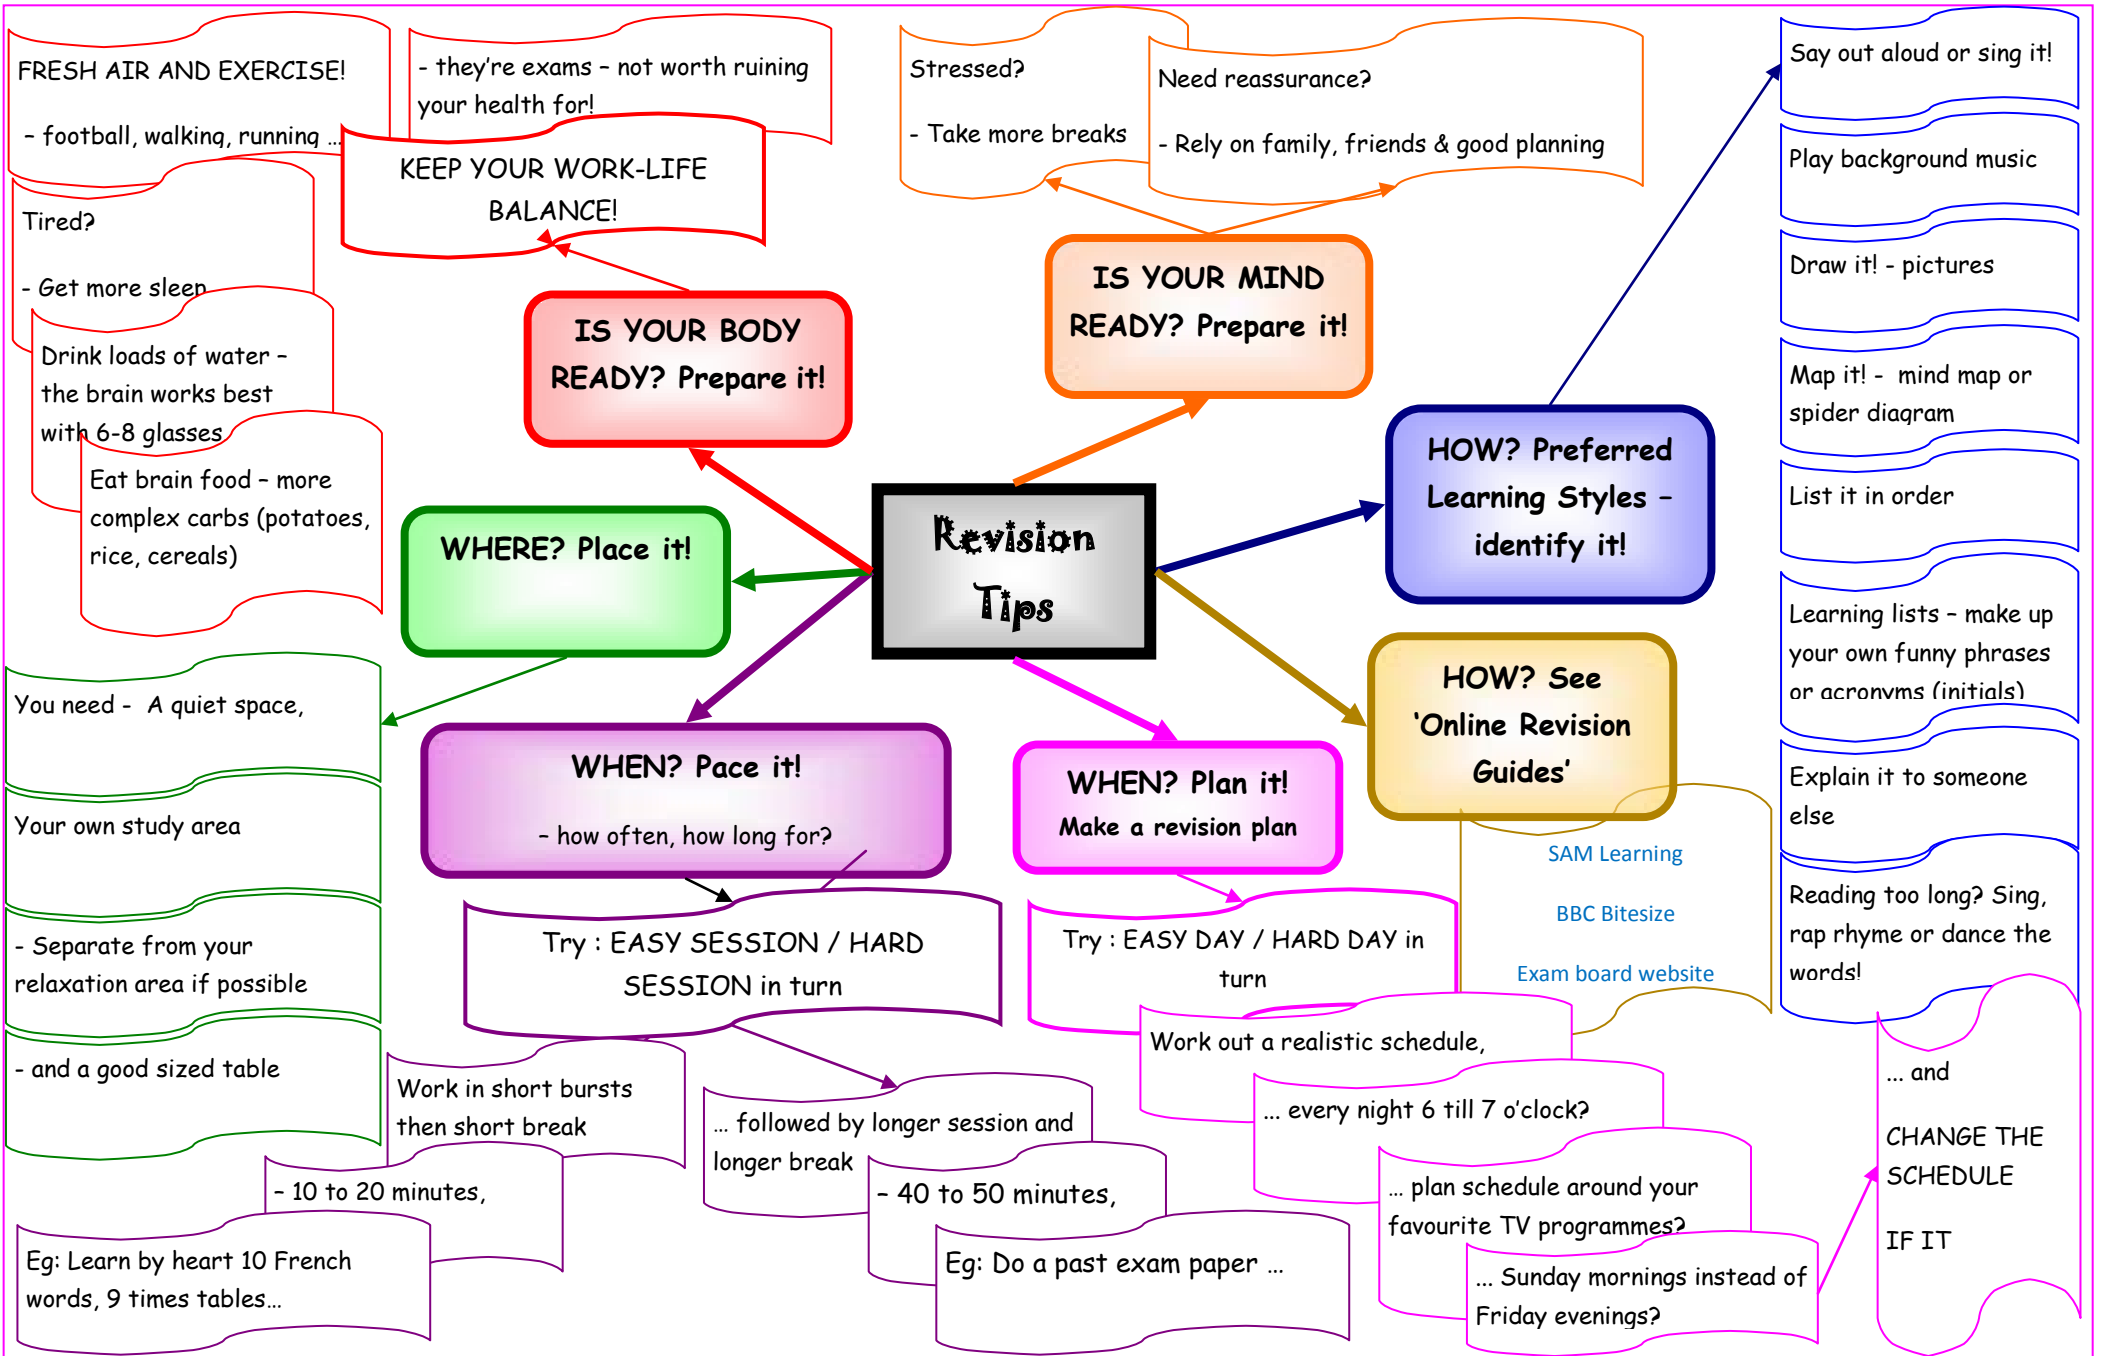 FRESH AIR AND EXERCISE!
– football, walking, running ...
- they're exams – not worth ruining
your health for!
KEEP YOUR WORK-LIFE
BALANCE!
Tired?
- Get more sleep
Drink loads of water –
the brain works best
with 6-8 glasses
Eat brain food – more
complex carbs (potatoes,
rice, cereals)
IS YOUR BODY
READY? Prepare it!
Stressed?
- Take more breaks
Need reassurance?
- Rely on family, friends & good planning
IS YOUR MIND
READY? Prepare it!
Revision
Tips
HOW? Preferred
Learning Styles –
identify it!
Say out aloud or sing it!
Play background music
Draw it! - pictures
Map it! - mind map or
spider diagram
List it in order
Learning lists – make up
your own funny phrases
or acronyms (initials)
Explain it to someone
else
Reading too long? Sing,
rap rhyme or dance the
words!
HOW? See
'Online Revision
Guides'
SAM Learning
BBC Bitesize
Exam board website
WHERE? Place it!
You need - A quiet space,
Your own study area
- Separate from your
relaxation area if possible
- and a good sized table
WHEN? Pace it!
– how often, how long for?
Try : EASY SESSION / HARD
SESSION in turn
Work in short bursts
then short break
– 10 to 20 minutes,
Eg: Learn by heart 10 French
words, 9 times tables...
... followed by longer session and
longer break
– 40 to 50 minutes,
Eg: Do a past exam paper ...
WHEN? Plan it!
Make a revision plan
Try : EASY DAY / HARD DAY in
turn
Work out a realistic schedule,
... every night 6 till 7 o'clock?
... plan schedule around your
favourite TV programmes?
... Sunday mornings instead of
Friday evenings?
... and
CHANGE THE
SCHEDULE
IF IT